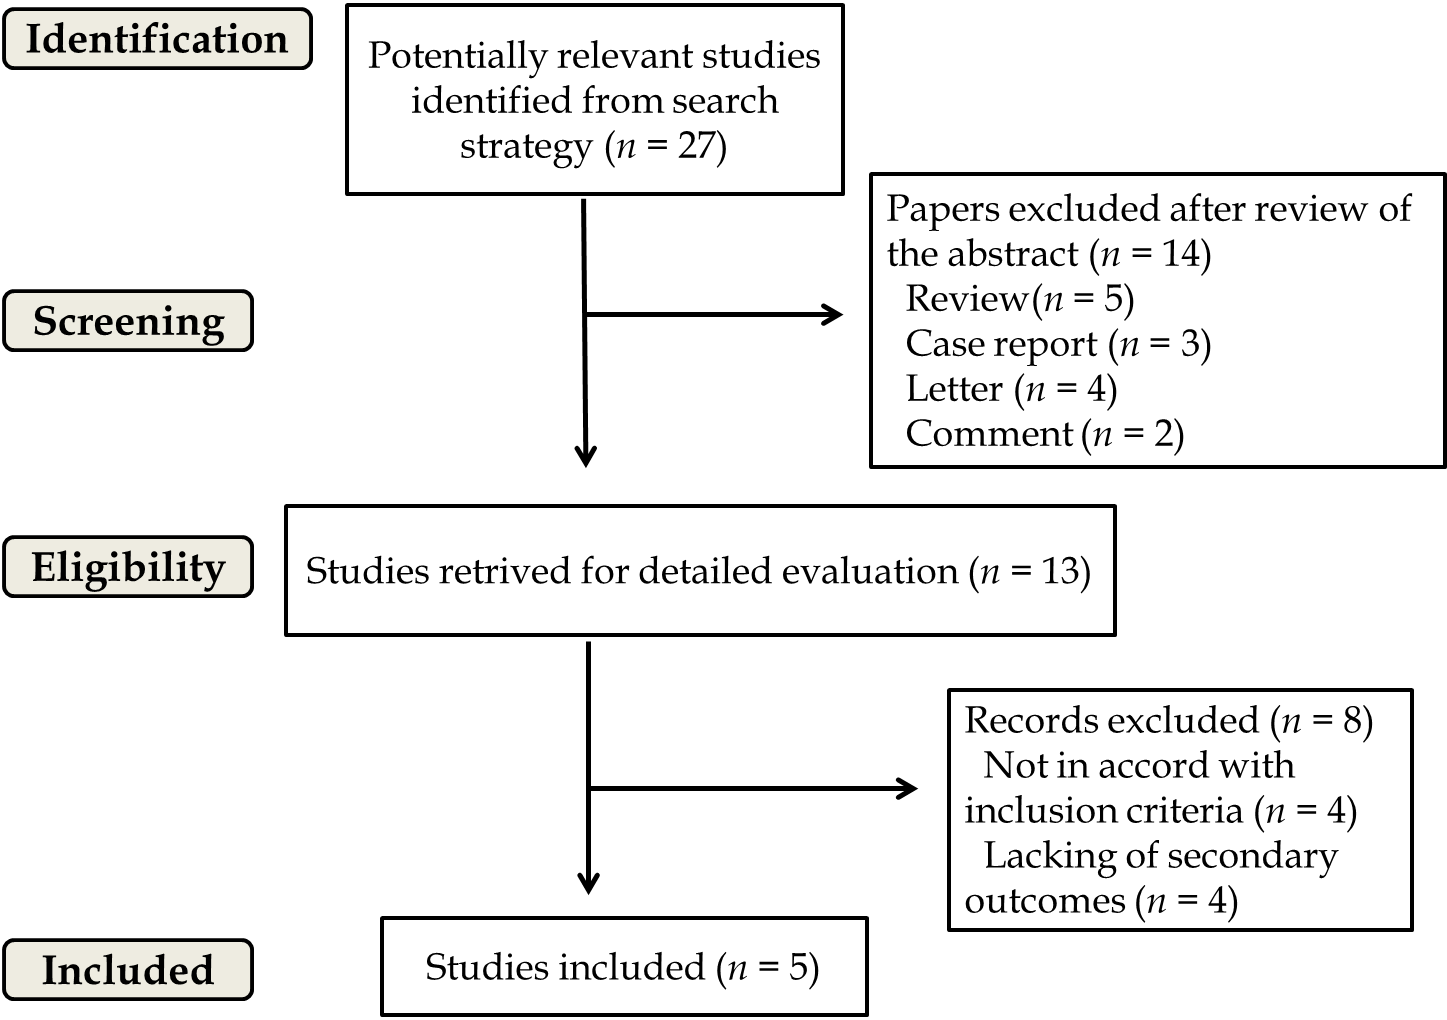 Identification
Potentially relevant studies
identified from search
strategy (n = 27)
Papers excluded after review of
the abstract (n = 14)
Review(n = 5)
Case report (n = 3)
Letter (n = 4)
Comment (n = 2)
Screening
Eligibility
Studies retrived for detailed evaluation (n = 13)
Records excluded (n = 8)
Not in accord with
inclusion criteria (n = 4)
Lacking of secondary
outcomes (n = 4)
Included
Studies included (n = 5)